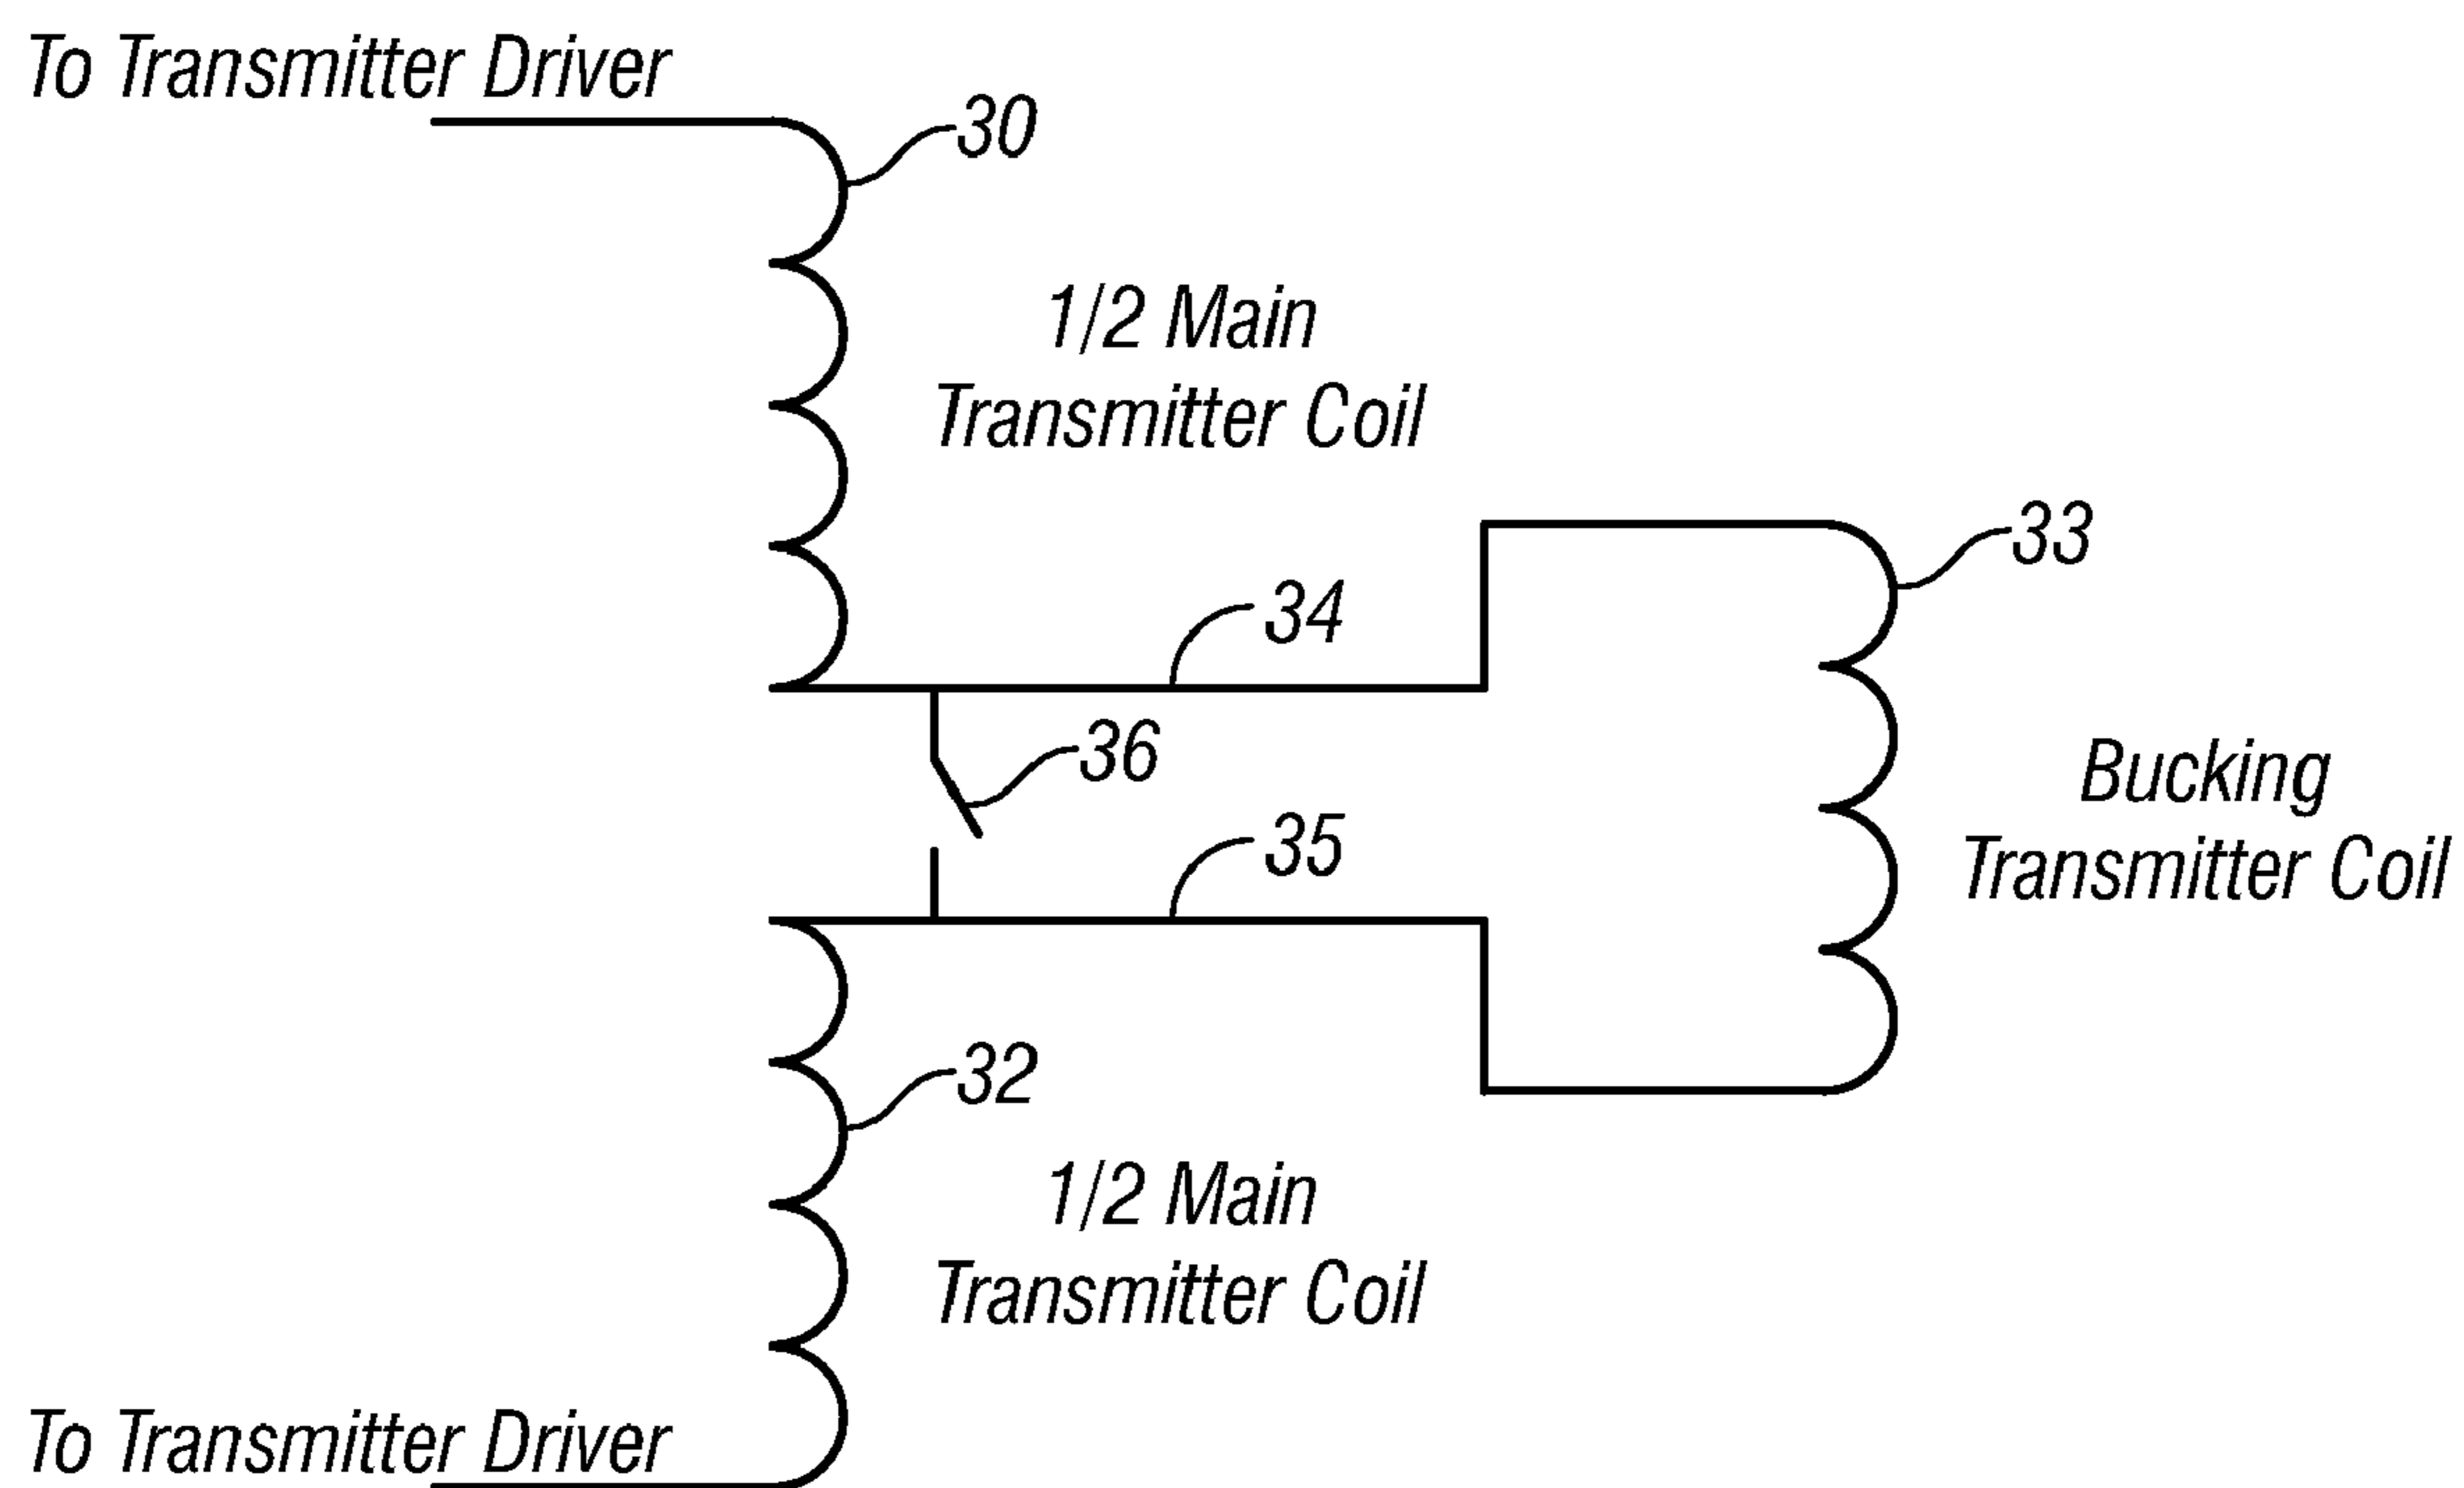 To Transmitter Driver
30
1/2 Main
Transmitter Coil
33
34
36
Bucking
Transmitter Coil
35
32
1/2 Main
Transmitter Coil
To Transmitter Driver